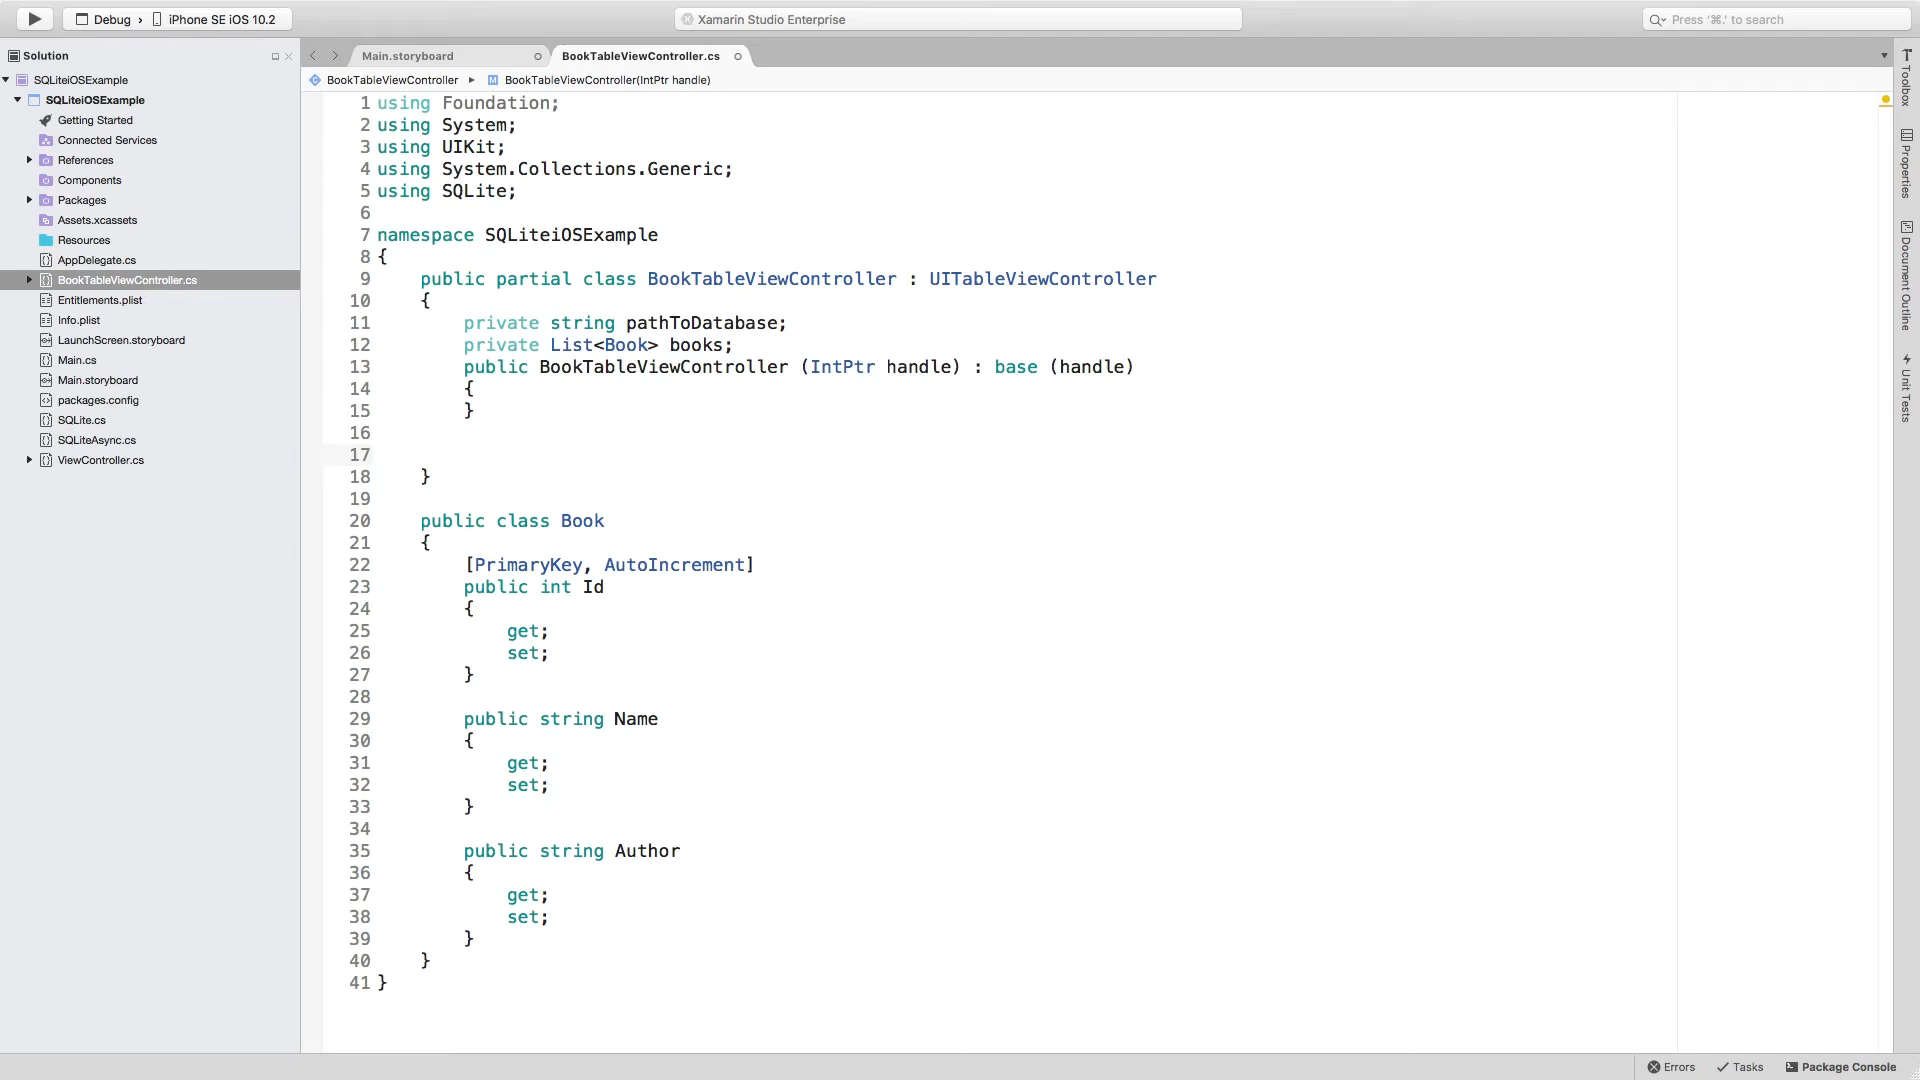 Debug › iPhone SE iOS 10.2
Xamarin Studio Enterprise
Press ‘⌘.’ to search
Solution
SQLiteiOSExample
SQLiteiOSExample
Getting Started
Connected Services
References
Components
Packages
Assets.xcassets
Resources
AppDelegate.cs
BookTableViewController.cs
Entitlements.plist
Info.plist
LaunchScreen.storyboard
Main.cs
Main.storyboard
packages.config
SQLite.cs
SQLiteAsync.cs
ViewController.cs
Main.storyboard
BookTableViewController.cs
BookTableViewController ▸ M BookTableViewController(IntPtr handle)
1 using Foundation;
2 using System;
3 using UIKit;
4 using System.Collections.Generic;
5 using SQLite;
6
7 namespace SQLiteiOSExample
8 {
9 public partial class BookTableViewController : UITableViewController
10 {
11 private string pathToDatabase;
12 private List<Book> books;
13 public BookTableViewController (IntPtr handle) : base (handle)
14 {
15 }
16
17
18 }
19
20 public class Book
21 {
22 [PrimaryKey, AutoIncrement]
23 public int Id
24 {
25 get;
26 set;
27 }
28
29 public string Name
30 {
31 get;
32 set;
33 }
34
35 public string Author
36 {
37 get;
38 set;
39 }
40 }
41 }
Toolbox
Properties
Document Outline
Unit Tests
Errors
Tasks
Package Console